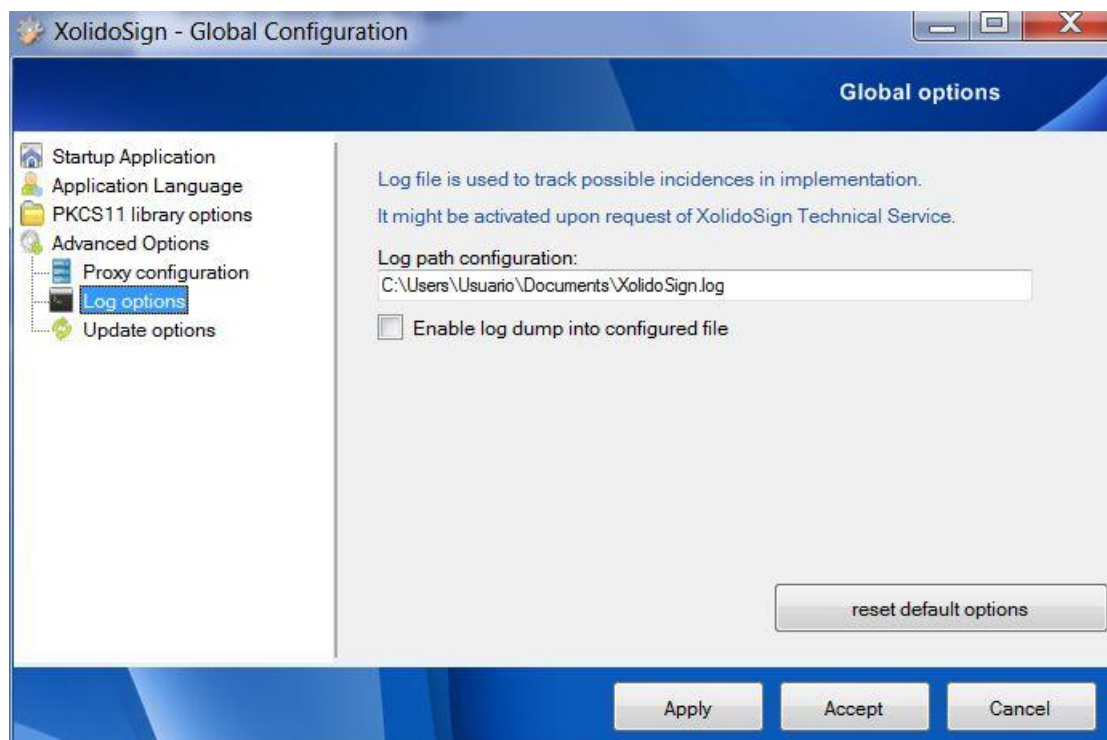 XolidoSign - Global Configuration
Global options
Startup Application
Application Language
PKCS11 library options
Advanced Options
Proxy configuration
Log options
Update options
Log file is used to track possible incidences in implementation.
It might be activated upon request of XolidoSign Technical Service.
Log path configuration:
C:\Users\Usuario\Documents\XolidoSign.log
Enable log dump into configured file
reset default options
Apply
Accept
Cancel